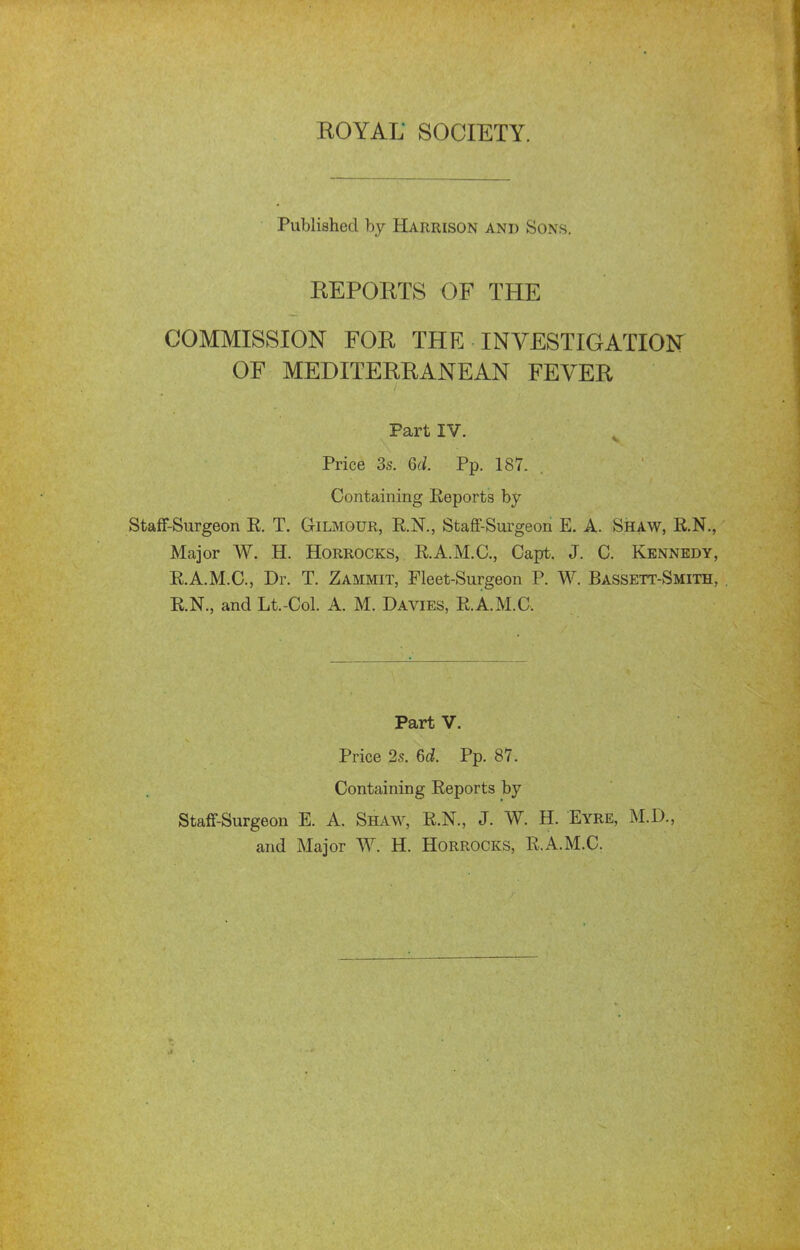 ROYAL SOCIETY.
Published by HARRISON AND SONS.
REPORTS OF THE
COMMISSION FOR THE INVESTIGATION
OF MEDITERRANEAN FEVER
Part IV.
Price 3s. 6d. Pp. 187.
Containing Reports by
Staff-Surgeon R. T. GILMOUR, R.N., Staff-Surgeon E. A. SHAW, R.N.,
Major W. H. HORROCKS, R.A.M.C., Capt. J. C. KENNEDY,
R.A.M.C., Dr. T. ZAMMIT, Fleet-Surgeon P. W. BASSETT-SMITH,
R.N., and Lt.-Col. A. M. DAVIES, R.A.M.C.
Part V.
Price 2s. 6d. Pp. 87.
Containing Reports by
Staff-Surgeon E. A. SHAW, R.N., J. W. H. EYRE, M.D.,
and Major W. H. HORROCKS, R.A.M.C.